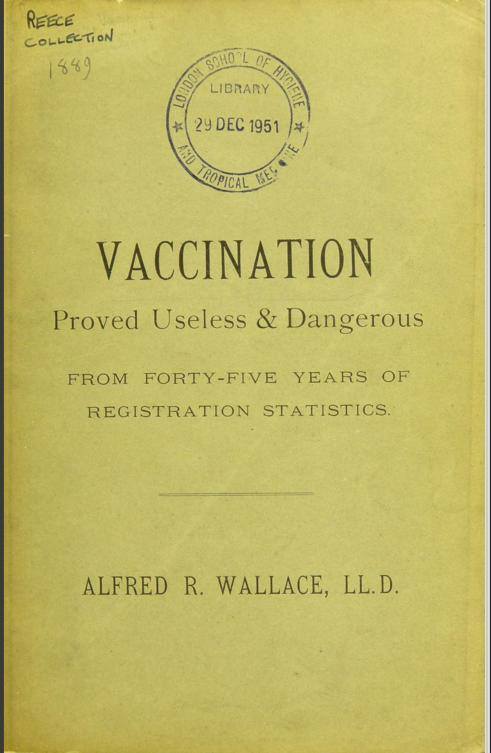 REECE
COLLECTION
1889
LONDON SCHOOL OF HYGIENE
LIBRARY
29 DEC 1951
AND TROPICAL MEDICINE
VACCINATION
Proved Useless & Dangerous
FROM FORTY-FIVE YEARS OF
REGISTRATION STATISTICS.
ALFRED R. WALLACE, LL.D.